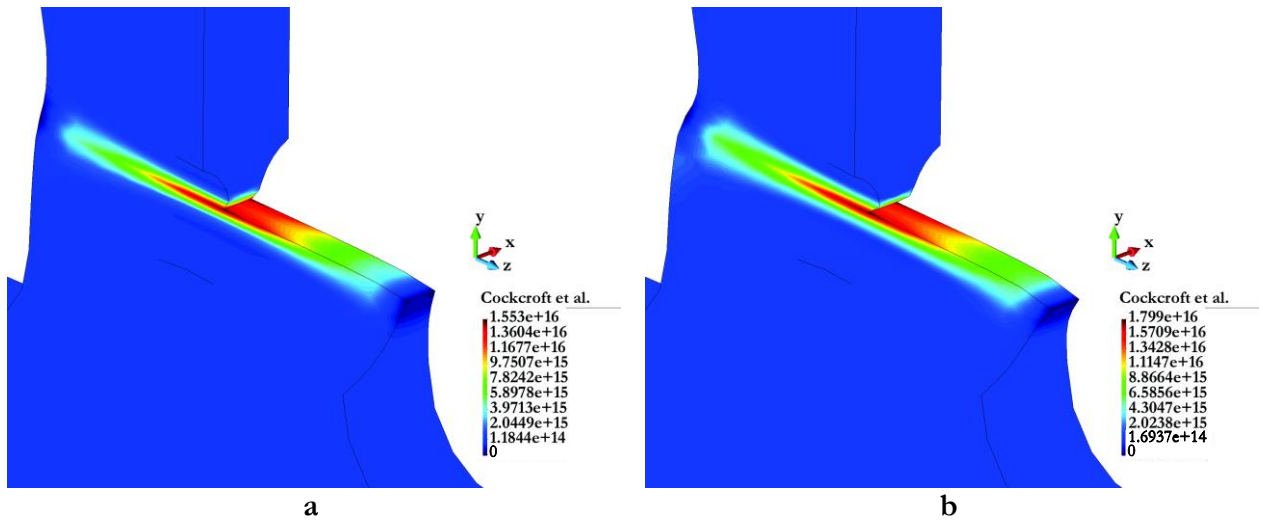 y
x
z
Cockcroft et al.
1.553e+16
1.3604e+16
1.1677e+16
9.7507e+15
7.8242e+15
5.8978e+15
3.9713e+15
2.0449e+15
1.1844e+14
0
a
y
x
z
Cockcroft et al.
1.799e+16
1.5709e+16
1.3428e+16
1.1147e+16
8.8664e+15
6.5856e+15
4.3047e+15
2.0238e+15
1.6937e+14
0
b